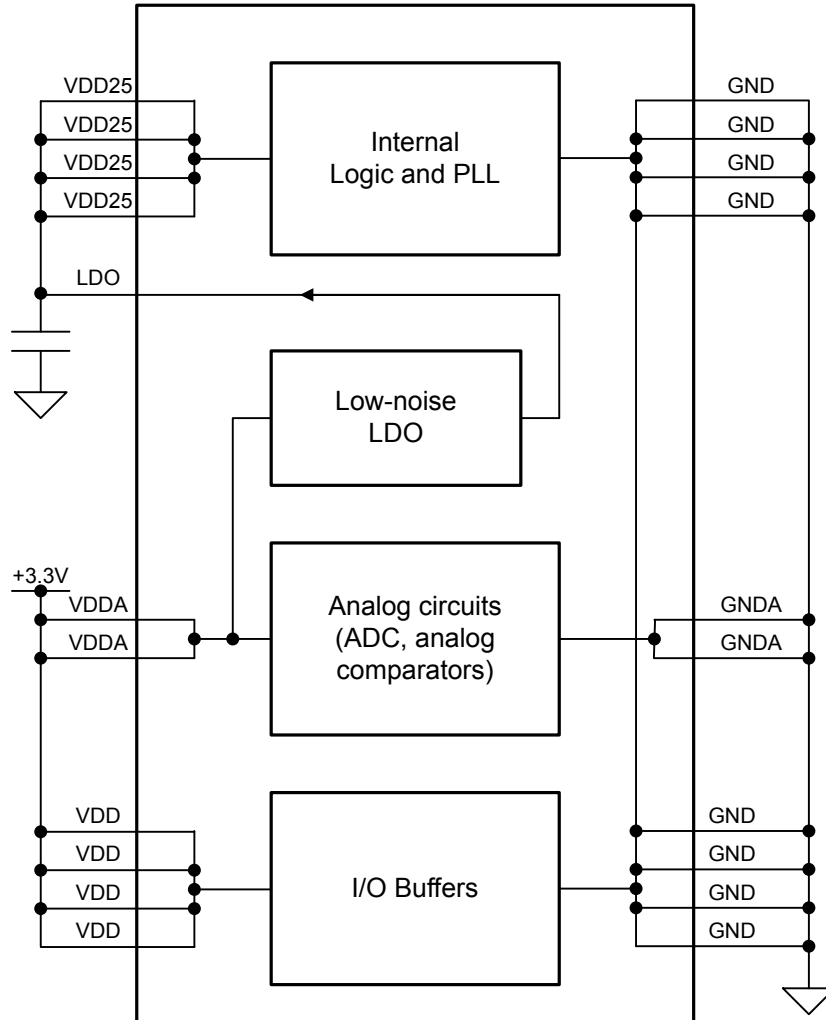 VDD25
VDD25
VDD25
VDD25
Internal
Logic and PLL
GND
GND
GND
GND
LDO
Low-noise
LDO
+3.3V
VDDA
VDDA
Analog circuits
(ADC, analog
comparators)
GNDA
GNDA
VDD
VDD
VDD
VDD
I/O Buffers
GND
GND
GND
GND